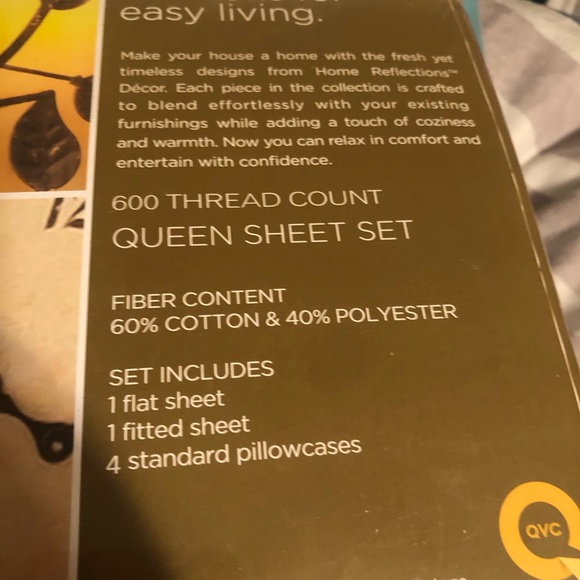 easy living.
Make your house a home with the fresh yet
timeless designs from Home Reflections™
Décor. Each piece in the collection is crafted
to blend effortlessly with your existing
furnishings while adding a touch of coziness
and warmth. Now you can relax in comfort and
entertain with confidence.
600 THREAD COUNT
QUEEN SHEET SET
FIBER CONTENT
60% COTTON & 40% POLYESTER
SET INCLUDES
1 flat sheet
1 fitted sheet
4 standard pillowcases
12
QVC